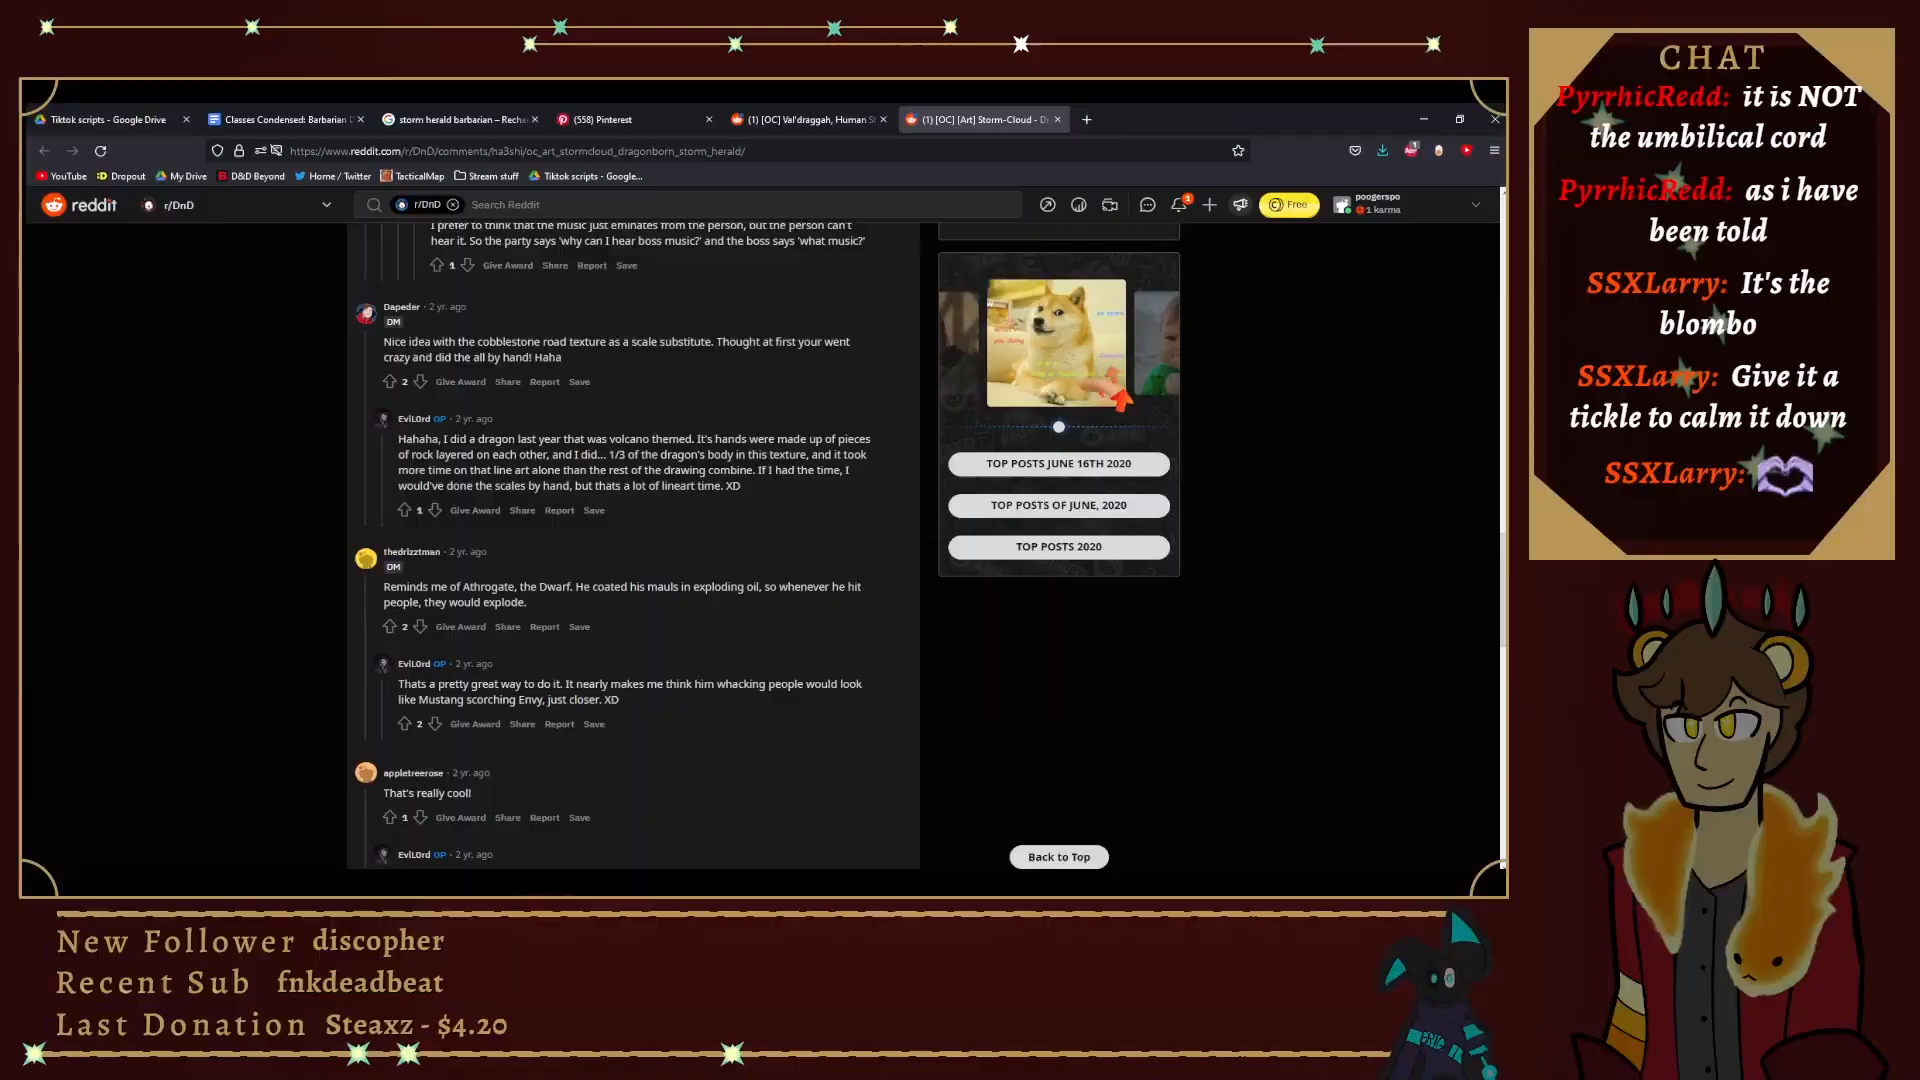 CHAT
PyrrhicRedd: it is NOT
the umbilical cord
PyrrhicRedd: as i have
been told
SSXLarry: It's the
blombo
SSXLarry: Give it a
tickle to calm it down
SSXLarry:
Tiktok scripts - Google Drive
Classes Condensed: Barbarian
storm herald barbarian – Reche
(558) Pinterest
(1) [OC] Val'draggah, Human S
(1) [OC] [Art] Storm-Cloud - D
https://www.reddit.com/r/DnD/comments/ha3shi/oc_art_stormcloud_dragonborn_storm_herald/
YouTube
Dropout
My Drive
D&D Beyond
Home / Twitter
TacticalMap
Stream stuff
Tiktok scripts - Google...
reddit
r/DnD
r/DnD
Search Reddit
Free
poogerspo
1 karma
I prefer to think that the music just eminates from the person, but the person can't
hear it. So the party says 'why can I hear boss music?' and the boss says 'what music?'
1 Give Award Share Report Save
Dapeder · 2 yr. ago
DM
Nice idea with the cobblestone road texture as a scale substitute. Thought at first your went
crazy and did the all by hand! Haha
2 Give Award Share Report Save
EviL0rd OP · 2 yr. ago
Hahaha, I did a dragon last year that was volcano themed. It's hands were made up of pieces
of rock layered on each other, and I did... 1/3 of the dragon's body in this texture, and it took
more time on that line art alone than the rest of the drawing combine. If I had the time, I
would've done the scales by hand, but thats a lot of lineart time. XD
1 Give Award Share Report Save
thedrizztman · 2 yr. ago
DM
Reminds me of Athrogate, the Dwarf. He coated his mauls in exploding oil, so whenever he hit
people, they would explode.
2 Give Award Share Report Save
EviL0rd OP · 2 yr. ago
Thats a pretty great way to do it. It nearly makes me think him whacking people would look
like Mustang scorching Envy, just closer. XD
2 Give Award Share Report Save
appletreerose · 2 yr. ago
That's really cool!
1 Give Award Share Report Save
EviL0rd OP · 2 yr. ago
TOP POSTS JUNE 16TH 2020
TOP POSTS OF JUNE, 2020
TOP POSTS 2020
Back to Top
New Follower discopher
Recent Sub fnkdeadbeat
Last Donation Steaxz - $4.20